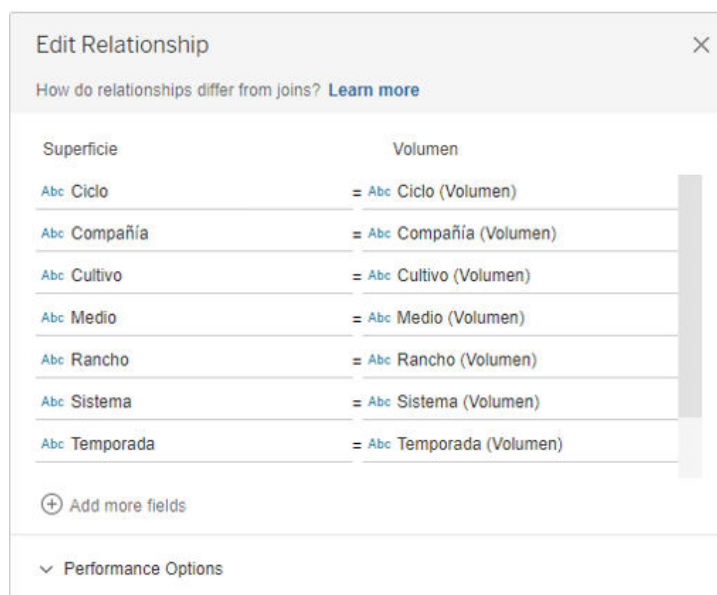 Edit Relationship
How do relationships differ from joins? Learn more
Superficie Volumen
Abc Ciclo = Abc Ciclo (Volumen)
Abc Compañía = Abc Compañía (Volumen)
Abc Cultivo = Abc Cultivo (Volumen)
Abc Medio = Abc Medio (Volumen)
Abc Rancho = Abc Rancho (Volumen)
Abc Sistema = Abc Sistema (Volumen)
Abc Temporada = Abc Temporada (Volumen)
Add more fields
Performance Options